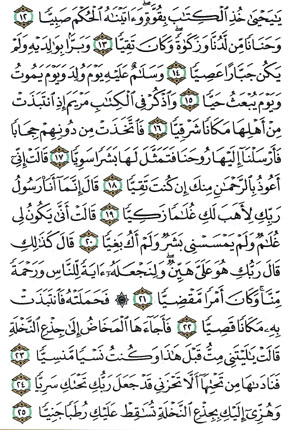 يَٰيَحْيَىٰ خُذِ ٱلْكِتَٰبَ بِقُوَّةٍ ۖ وَءَاتَيْنَٰهُ ٱلْحُكْمَ صَبِيًّا ١٢
وَحَنَانًا مِّن لَّدُنَّا وَزَكَوٰةً ۖ وَكَانَ تَقِيًّا ١٣ وَبَرًّۢا بِوَٰلِدَيْهِ وَلَمْ
يَكُن جَبَّارًا عَصِيًّا ١٤ وَسَلَٰمٌ عَلَيْهِ يَوْمَ وُلِدَ وَيَوْمَ يَمُوتُ
وَيَوْمَ يُبْعَثُ حَيًّا ١٥ وَٱذْكُرْ فِى ٱلْكِتَٰبِ مَرْيَمَ إِذِ ٱنتَبَذَتْ
مِنْ أَهْلِهَا مَكَانًا شَرْقِيًّا ١٦ فَٱتَّخَذَتْ مِن دُونِهِمْ حِجَابًا
فَأَرْسَلْنَآ إِلَيْهَا رُوحَنَا فَتَمَثَّلَ لَهَا بَشَرًا سَوِيًّا ١٧ قَالَتْ إِنِّىٓ
أَعُوذُ بِٱلرَّحْمَٰنِ مِنكَ إِن كُنتَ تَقِيًّا ١٨ قَالَ إِنَّمَآ أَنَا۠ رَسُولُ
رَبِّكِ لِأَهَبَ لَكِ غُلَٰمًا زَكِيًّا ١٩ قَالَتْ أَنَّىٰ يَكُونُ لِى
غُلَٰمٌ وَلَمْ يَمْسَسْنِى بَشَرٌ وَلَمْ أَكُ بَغِيًّا ٢٠ قَالَ كَذَٰلِكِ
قَالَ رَبُّكِ هُوَ عَلَىَّ هَيِّنٌ ۖ وَلِنَجْعَلَهُۥٓ ءَايَةً لِّلنَّاسِ وَرَحْمَةً
مِّنَّا ۚ وَكَانَ أَمْرًا مَّقْضِيًّا ٢١ ۞ فَحَمَلَتْهُ فَٱنتَبَذَتْ
بِهِۦ مَكَانًا قَصِيًّا ٢٢ فَأَجَآءَهَا ٱلْمَخَاضُ إِلَىٰ جِذْعِ ٱلنَّخْلَةِ
قَالَتْ يَٰلَيْتَنِى مِتُّ قَبْلَ هَٰذَا وَكُنتُ نَسْيًا مَّنسِيًّا ٢٣
فَنَادَىٰهَا مِن تَحْتِهَآ أَلَّا تَحْزَنِى قَدْ جَعَلَ رَبُّكِ تَحْتَكِ سَرِيًّا ٢٤
وَهُزِّىٓ إِلَيْكِ بِجِذْعِ ٱلنَّخْلَةِ تُسَٰقِطْ عَلَيْكِ رُطَبًا جَنِيًّا ٢٥